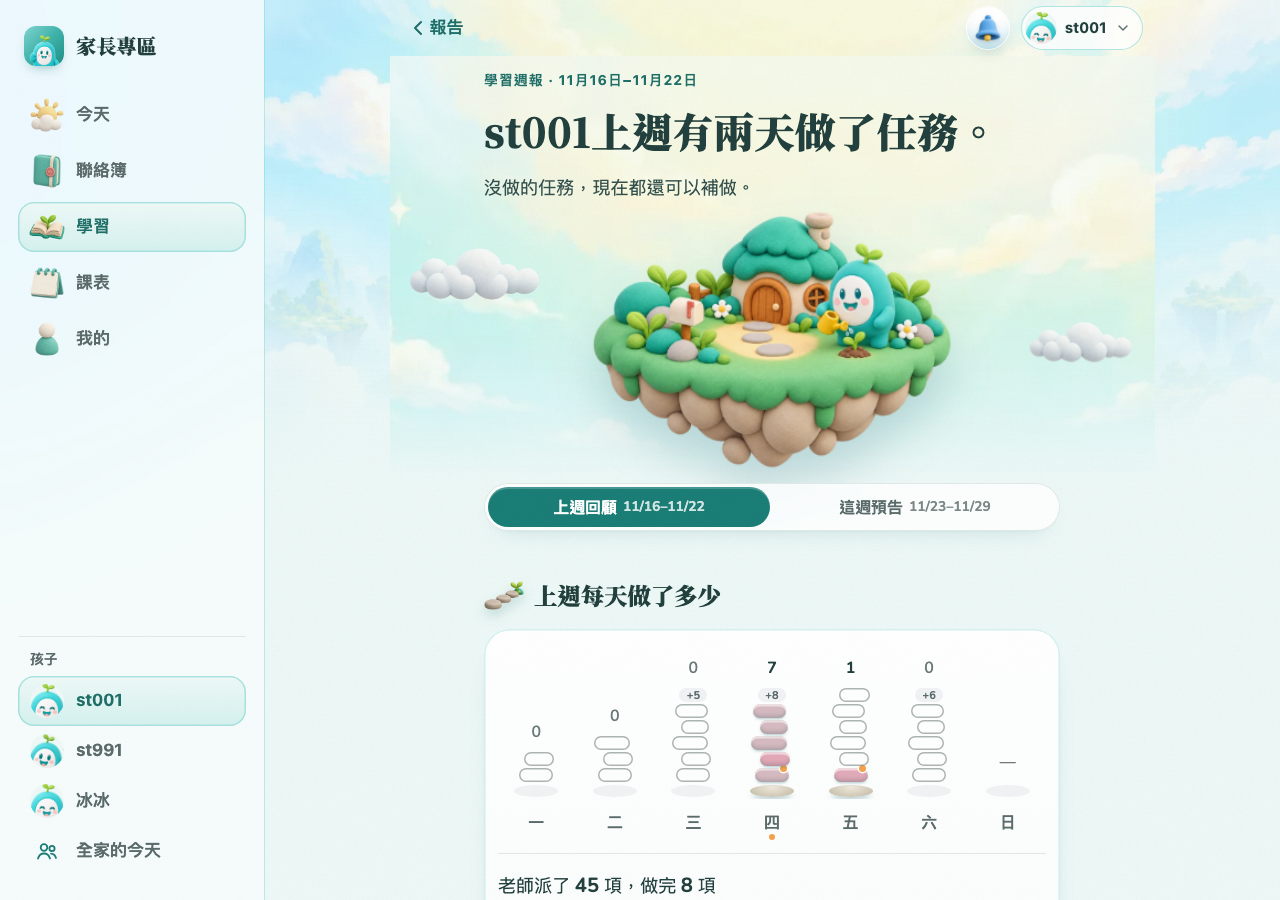 家長專區
今天
聯絡簿
學習
課表
我的
孩子
st001
st991
冰冰
全家的今天
報告
st001
學習週報 · 11月16日–11月22日
st001上週有兩天做了任務。
沒做的任務，現在都還可以補做。
上週回顧 11/16–11/22
這週預告 11/23–11/29
上週每天做了多少
0 0 0 7 1 0 —
+5 +8 +6
一 二 三 四 五 六 日
老師派了 45 項，做完 8 項